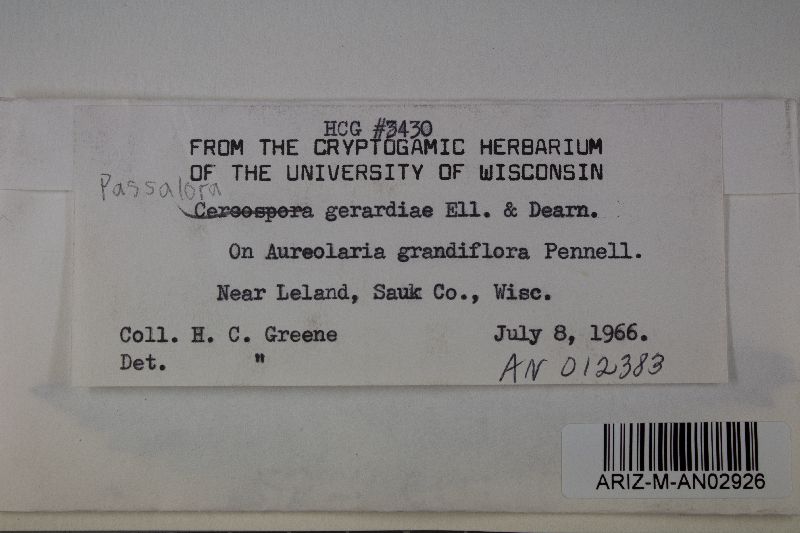 HCG #3430
FROM THE CRYPTOGAMIC HERBARIUM
OF THE UNIVERSITY OF WISCONSIN
Passalora
Cercospora gerardiae Ell. & Dearn.
On Aureolaria grandiflora Pennell.
Near Leland, Sauk Co., Wisc.
Coll. H. C. Greene July 8, 1966.
Det. "
AN 012383
ARIZ-M-AN02926